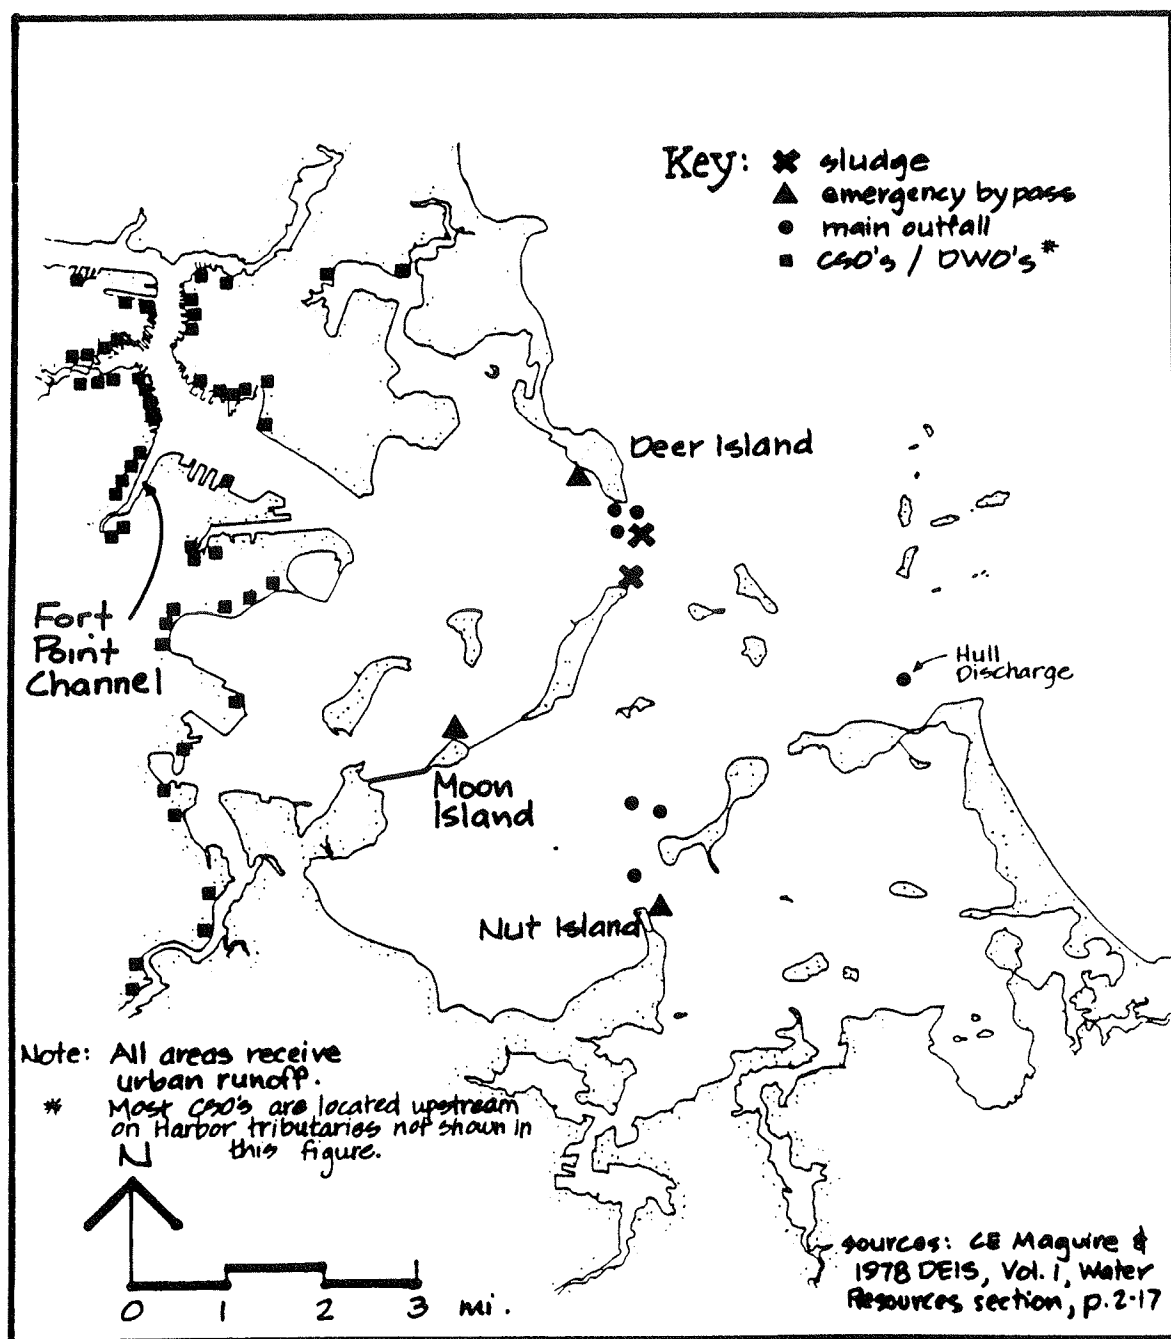 Key:
sludge
emergency bypass
main outfall
CSO's / DWO's*
Deer Island
Fort
Point
Channel
Hull
Discharge
Moon
Island
Nut Island
Note: All areas receive
urban runoff.
* Most CSO's are located upstream
on Harbor tributaries not shown in
this figure.
N
0 1 2 3 mi.
sources: CE Maguire &
1978 DEIS, Vol. 1, Water
Resources section, p. 2-17